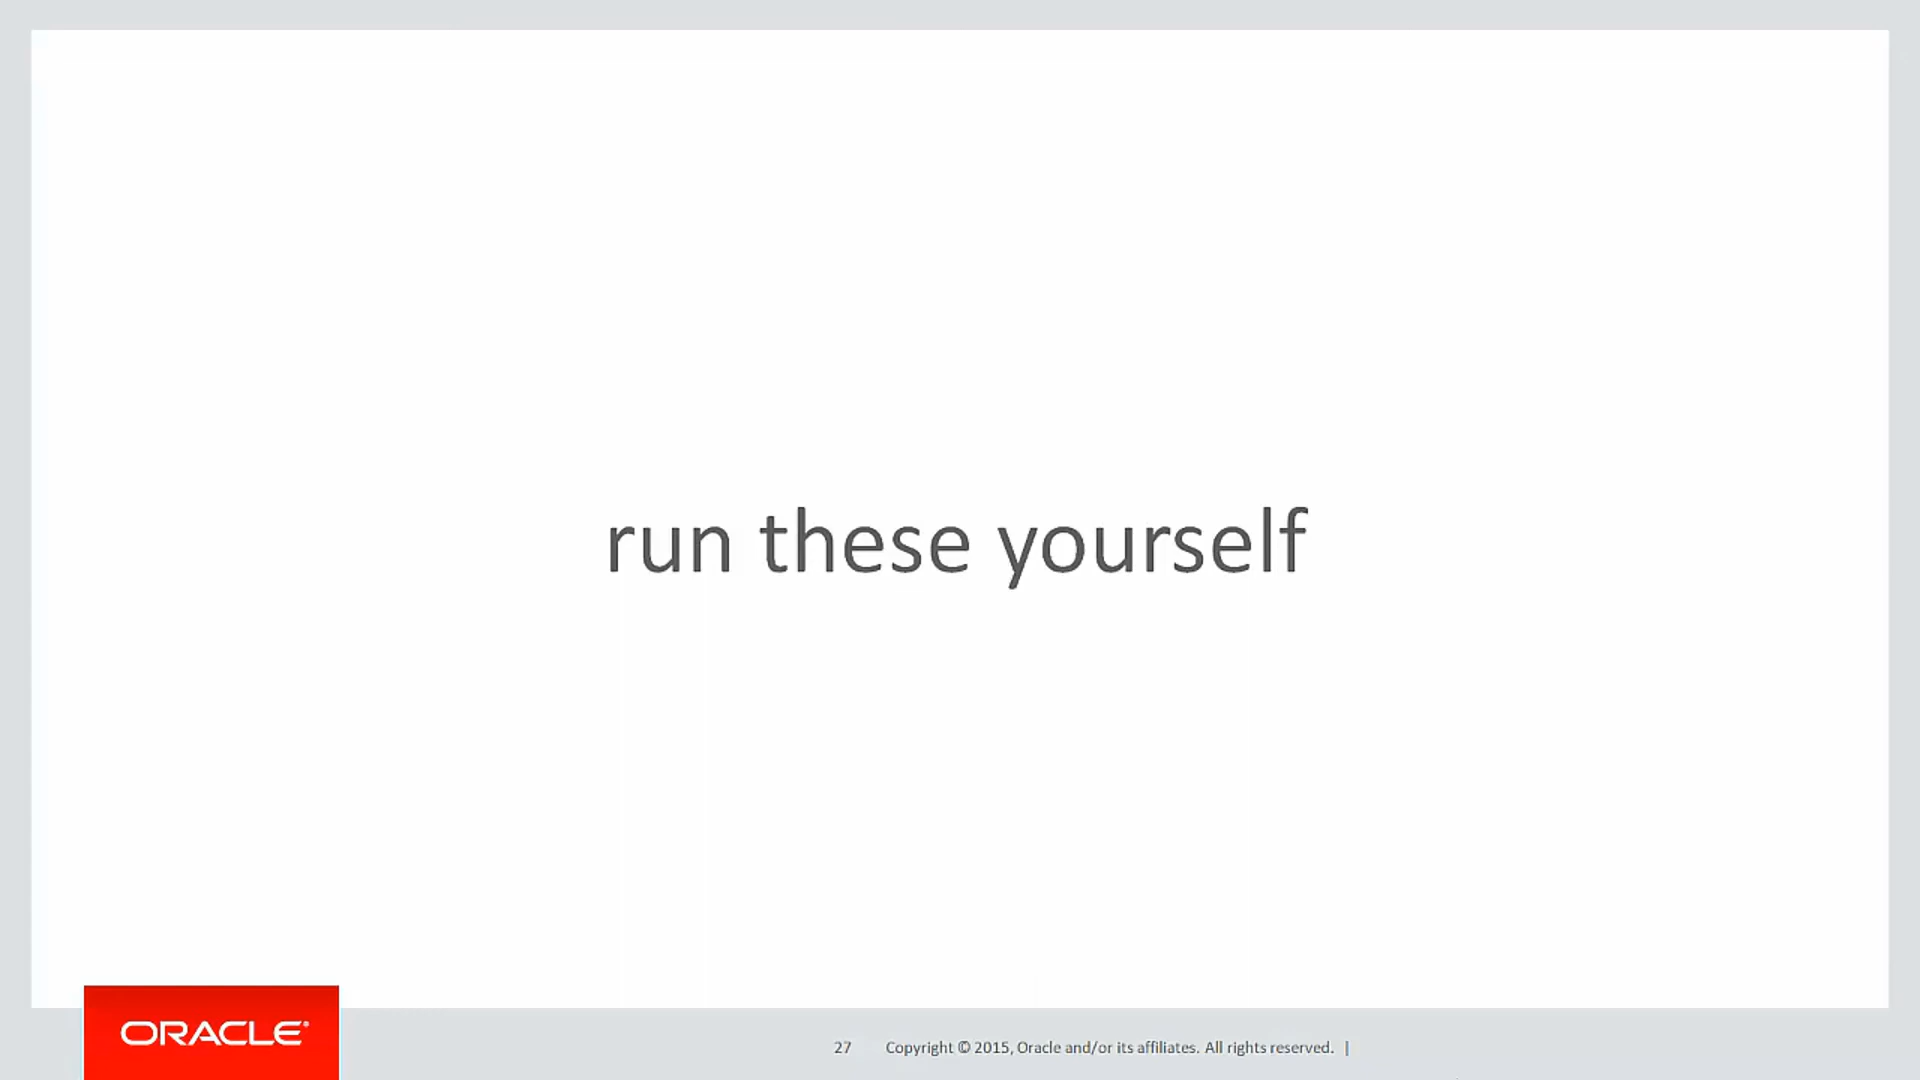 run these yourself
ORACLE®
27 Copyright © 2015, Oracle and/or its affiliates. All rights reserved. |